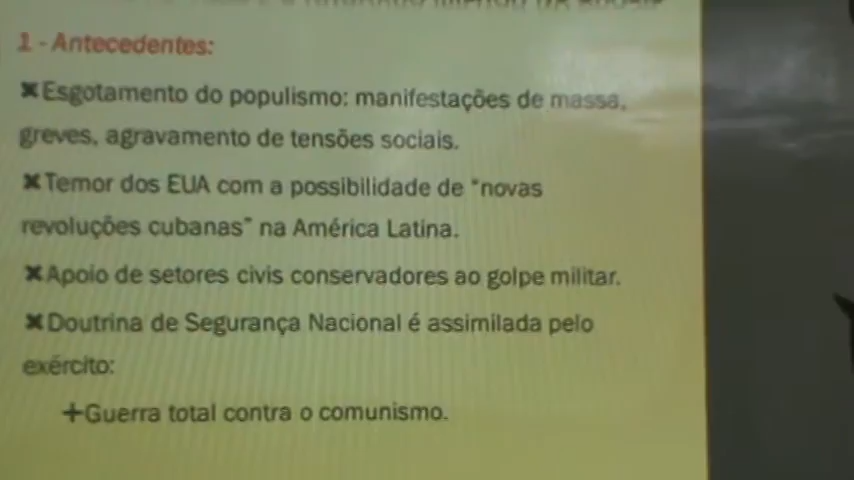 1 - Antecedentes:
✖Esgotamento do populismo: manifestações de massa,
greves, agravamento de tensões sociais.
✖Temor dos EUA com a possibilidade de "novas
revoluções cubanas" na América Latina.
✖Apoio de setores civis conservadores ao golpe militar.
✖Doutrina de Segurança Nacional é assimilada pelo
exército:
+Guerra total contra o comunismo.